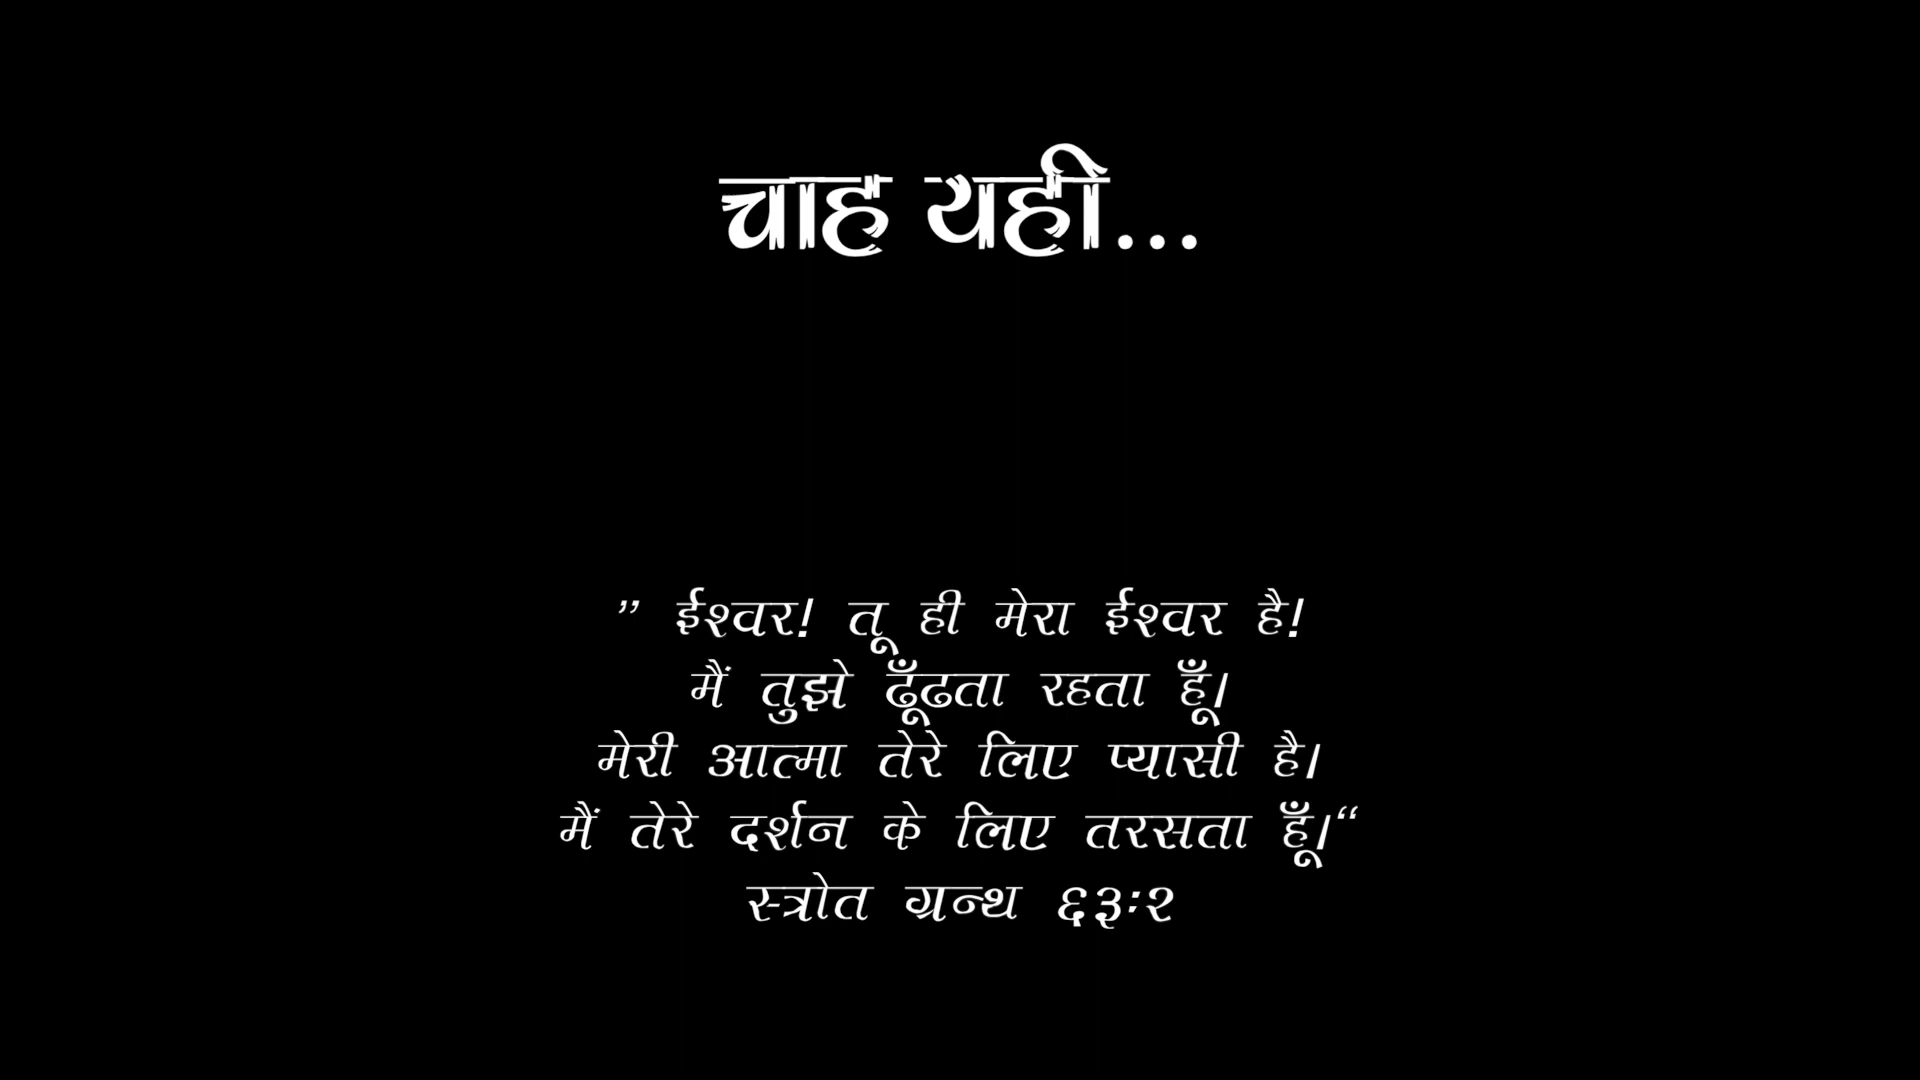 चाह यही...
” ईश्वर! तू ही मेरा ईश्वर है!
मैं तुझे ढूँढता रहता हूँ।
मेरी आत्मा तेरे लिए प्यासी है।
मैं तेरे दर्शन के लिए तरसता हूँ।“
स्त्रोत ग्रन्थ ६३:२